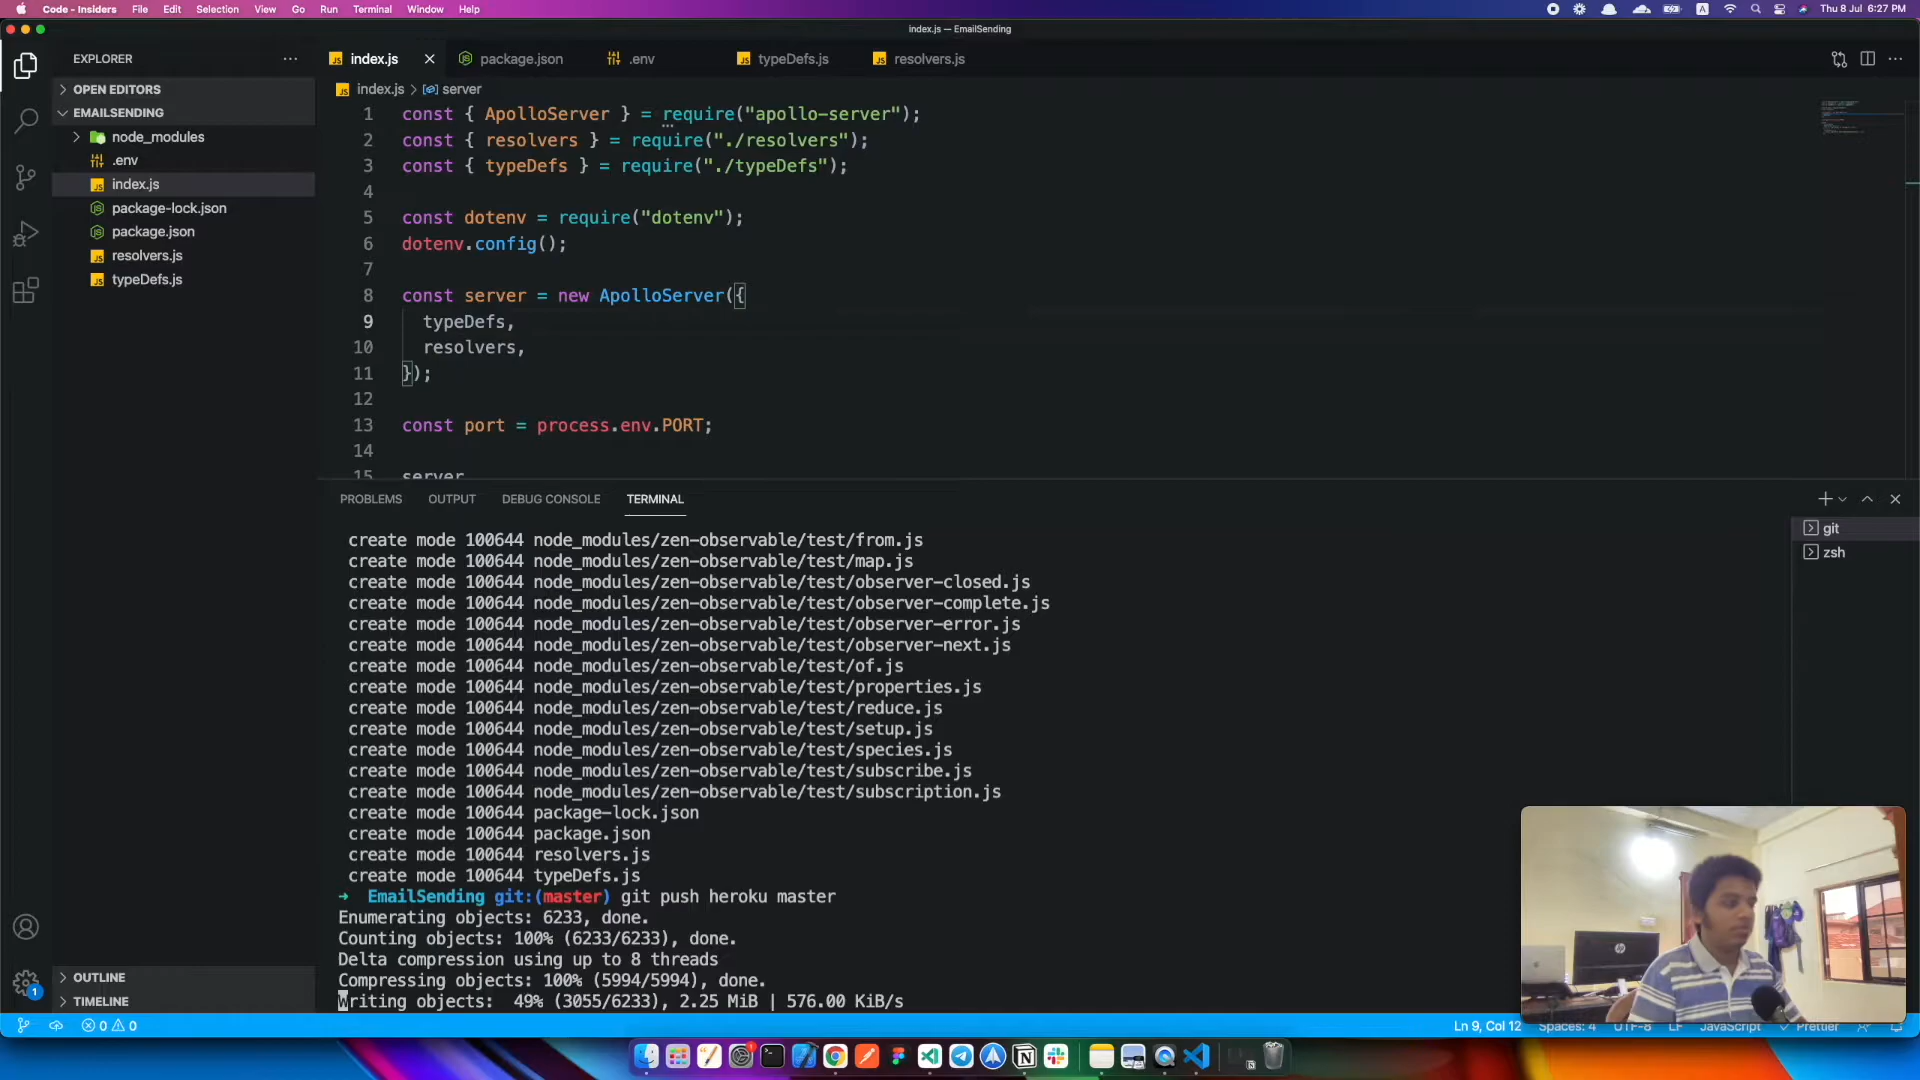 Code - Insiders File Edit Selection View Go Run Terminal Window Help
A Thu 8 Jul 6:27 PM
index.js — EmailSending
EXPLORER
index.js package.json .env typeDefs.js resolvers.js
OPEN EDITORS
EMAILSENDING
node_modules
.env
index.js
package-lock.json
package.json
resolvers.js
typeDefs.js
OUTLINE
TIMELINE
index.js > server
1 const { ApolloServer } = require("apollo-server");
2 const { resolvers } = require("./resolvers");
3 const { typeDefs } = require("./typeDefs");
4
5 const dotenv = require("dotenv");
6 dotenv.config();
7
8 const server = new ApolloServer({
9 typeDefs,
10 resolvers,
11 });
12
13 const port = process.env.PORT;
14
15 server
PROBLEMS OUTPUT DEBUG CONSOLE TERMINAL
git
zsh
create mode 100644 node_modules/zen-observable/test/from.js
create mode 100644 node_modules/zen-observable/test/map.js
create mode 100644 node_modules/zen-observable/test/observer-closed.js
create mode 100644 node_modules/zen-observable/test/observer-complete.js
create mode 100644 node_modules/zen-observable/test/observer-error.js
create mode 100644 node_modules/zen-observable/test/observer-next.js
create mode 100644 node_modules/zen-observable/test/of.js
create mode 100644 node_modules/zen-observable/test/properties.js
create mode 100644 node_modules/zen-observable/test/reduce.js
create mode 100644 node_modules/zen-observable/test/setup.js
create mode 100644 node_modules/zen-observable/test/species.js
create mode 100644 node_modules/zen-observable/test/subscribe.js
create mode 100644 node_modules/zen-observable/test/subscription.js
create mode 100644 package-lock.json
create mode 100644 package.json
create mode 100644 resolvers.js
create mode 100644 typeDefs.js
➜ EmailSending git:(master) git push heroku master
Enumerating objects: 6233, done.
Counting objects: 100% (6233/6233), done.
Delta compression using up to 8 threads
Compressing objects: 100% (5994/5994), done.
Writing objects: 49% (3055/6233), 2.25 MiB | 576.00 KiB/s
1
0 0
Ln 9, Col 12 Spaces: 4 UTF-8 LF JavaScript Prettier